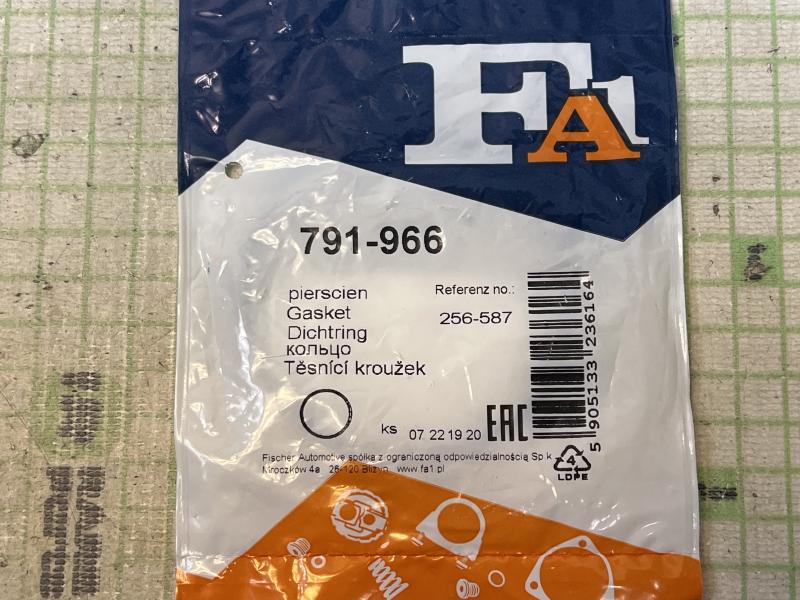 FA1
791-966
pierscien
Gasket
Dichtring
кольцо
Těsnící kroužek
Referenz no.:
256-587
ks
07 22 19 20
EAC
5 905133 236164
Fischer Automotive spółka z ograniczoną odpowiedzialnością Sp k
Mroczków 4a 26-120 Bliżyn www.fa1.pl
4
LDPE